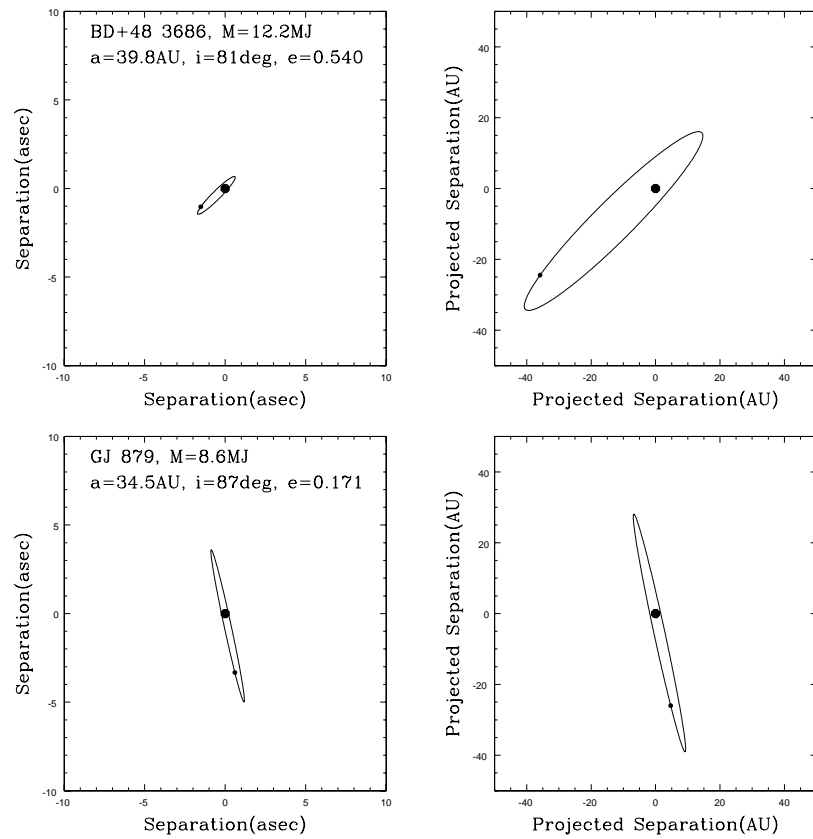 BD+48 3686, M=12.2MJ
a=39.8AU, i=81deg, e=0.540
Separation(asec)
10
5
0
-5
-10
-10 -5 0 5 10
Separation(asec)
Projected Separation(AU)
40
20
0
-20
-40
-40 -20 0 20 40
Projected Separation(AU)
GJ 879, M=8.6MJ
a=34.5AU, i=87deg, e=0.171
Separation(asec)
10
5
0
-5
-10
-10 -5 0 5 10
Separation(asec)
Projected Separation(AU)
40
20
0
-20
-40
-40 -20 0 20 40
Projected Separation(AU)